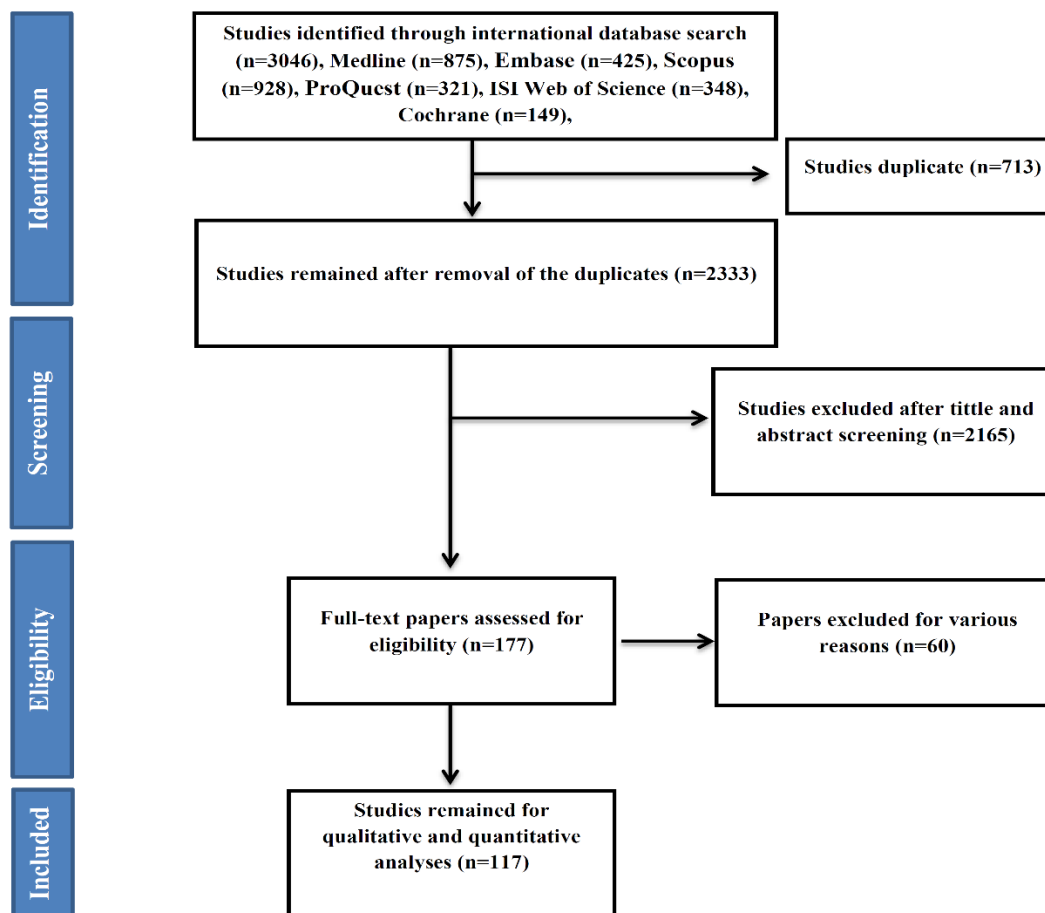 Identification
Studies identified through international database search
(n=3046), Medline (n=875), Embase (n=425), Scopus
(n=928), ProQuest (n=321), ISI Web of Science (n=348),
Cochrane (n=149),
Studies duplicate (n=713)
Studies remained after removal of the duplicates (n=2333)
Screening
Studies excluded after tittle and
abstract screening (n=2165)
Eligibility
Full-text papers assessed for
eligibility (n=177)
Papers excluded for various
reasons (n=60)
Included
Studies remained for
qualitative and quantitative
analyses (n=117)